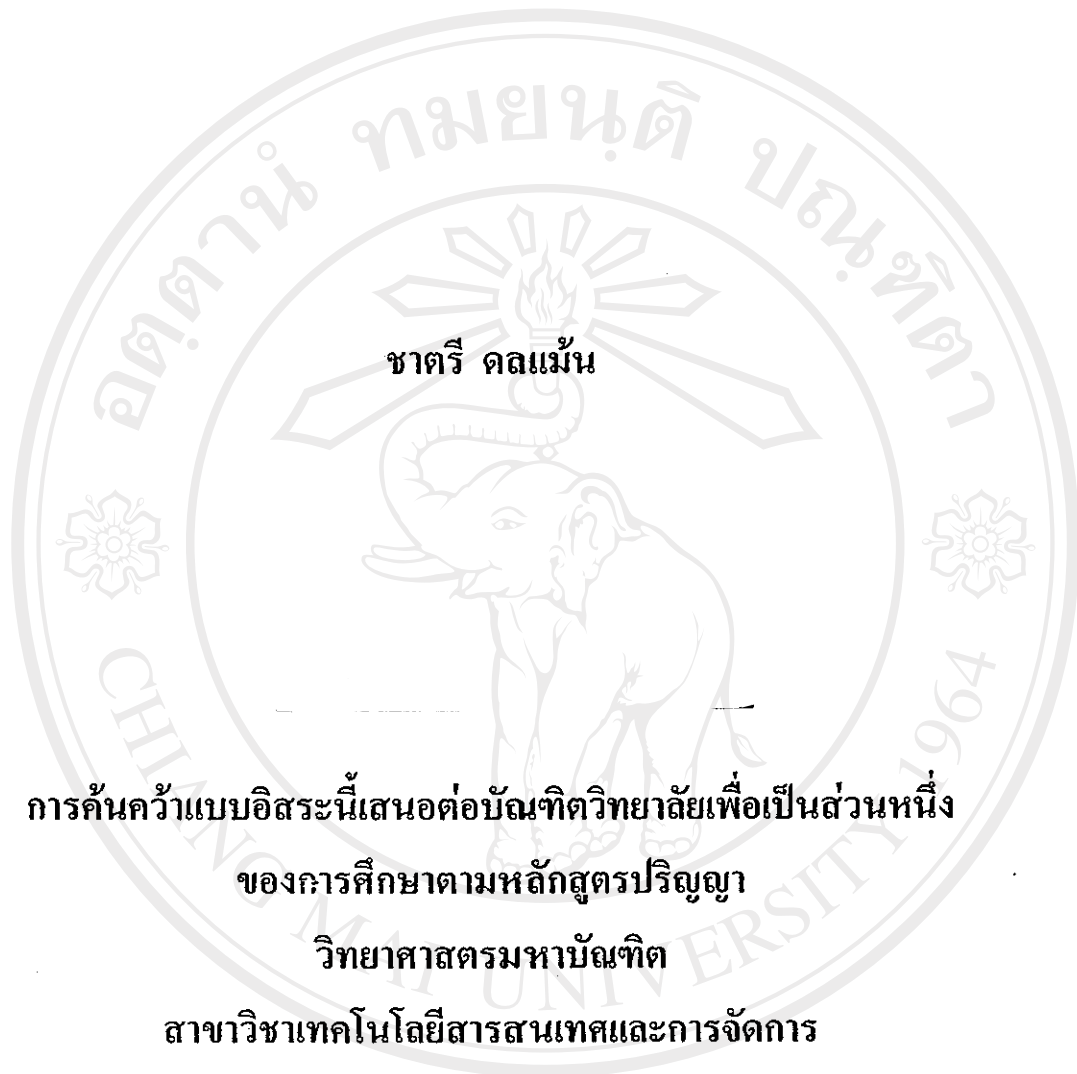 อตฺตานํ ทมยนฺติ ปณฺฑิตา
ชาตรี ดลแม้น
การค้นคว้าแบบอิสระนี้เสนอต่อบัณฑิตวิทยาลัยเพื่อเป็นส่วนหนึ่ง
ของการศึกษาตามหลักสูตรปริญญา
วิทยาศาสตรมหาบัณฑิต
สาขาวิชาเทคโนโลยีสารสนเทศและการจัดการ
CHIANG MAI UNIVERSITY 1964